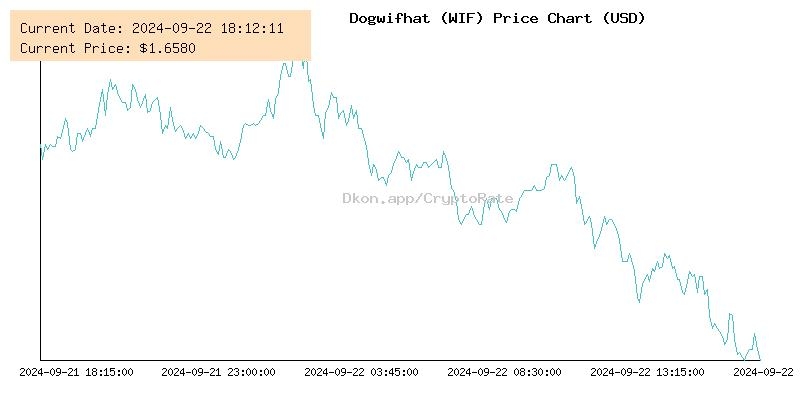 Dogwifhat (WIF) Price Chart (USD)
Current Date: 2024-09-22 18:12:11
Current Price: $1.6580
Dkon.app/CryptoRate
2024-09-21 18:15:00 2024-09-21 23:00:00 2024-09-22 03:45:00 2024-09-22 08:30:00 2024-09-22 13:15:00 2024-09-22